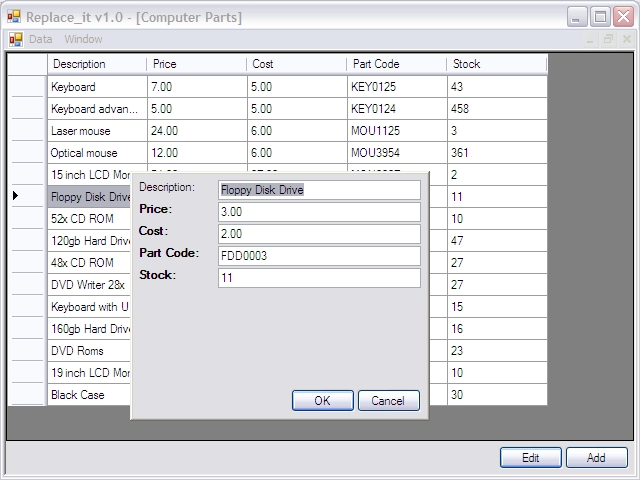 Replace_it v1.0 - [Computer Parts]
Data Window
Description Price Cost Part Code Stock
Keyboard 7.00 5.00 KEY0125 43
Keyboard advan... 5.00 5.00 KEY0124 458
Laser mouse 24.00 6.00 MOU1125 3
Optical mouse 12.00 6.00 MOU3954 361
15 inch LCD Mon 2
Floppy Disk Drive 11
52x CD ROM 10
120gb Hard Drive 47
48x CD ROM 27
DVD Writer 28x 27
Keyboard with U 15
160gb Hard Drive 16
DVD Roms 23
19 inch LCD Mon 10
Black Case 30
Description: Floppy Disk Drive
Price: 3.00
Cost: 2.00
Part Code: FDD0003
Stock: 11
OK Cancel
Edit Add